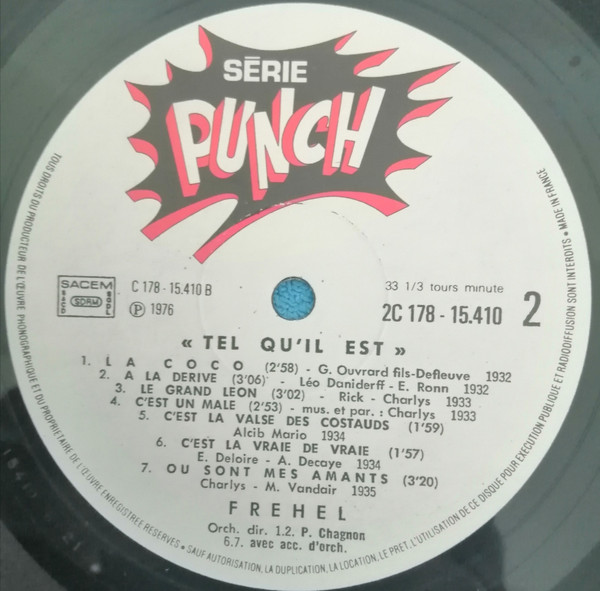 SÉRIE
PUNCH
SACEM
SACD
SDRM
SGDL
C 178 - 15.410 B
Ⓟ 1976
33 1/3 tours minute
2C 178 - 15.410
2
« TEL QU'IL EST »
1. LA COCO (2'58) - G. Ouvrard fils-Defleuve 1932
2. A LA DERIVE (3'06) - Léo Daniderff - E. Ronn 1932
3. LE GRAND LEON (3'02) - Rick - Charlys 1933
4. C'EST UN MALE (2'53) - mus. et par. : Charlys 1933
5. C'EST LA VALSE DES COSTAUDS (1'59)
Alcib Mario 1934
6. C'EST LA VRAIE DE VRAIE (1'57)
E. Deloire - A. Decaye 1934
7. OU SONT MES AMANTS (3'20)
Charlys - M. Vandair 1935
FREHEL
Orch. dir. 1.2. P. Chagnon
6.7. avec acc. d'orch.
TOUS DROITS DU PRODUCTEUR DE L'ŒUVRE PHONOGRAPHIQUE ET DU PROPRIETAIRE DE L'ŒUVRE ENREGISTREE RESERVES • SAUF AUTORISATION, LA DUPLICATION, LA LOCATION, LE PRET, L'UTILISATION DE CE DISQUE POUR EXECUTION PUBLIQUE ET RADIODIFFUSION SONT INTERDITS • MADE IN FRANCE